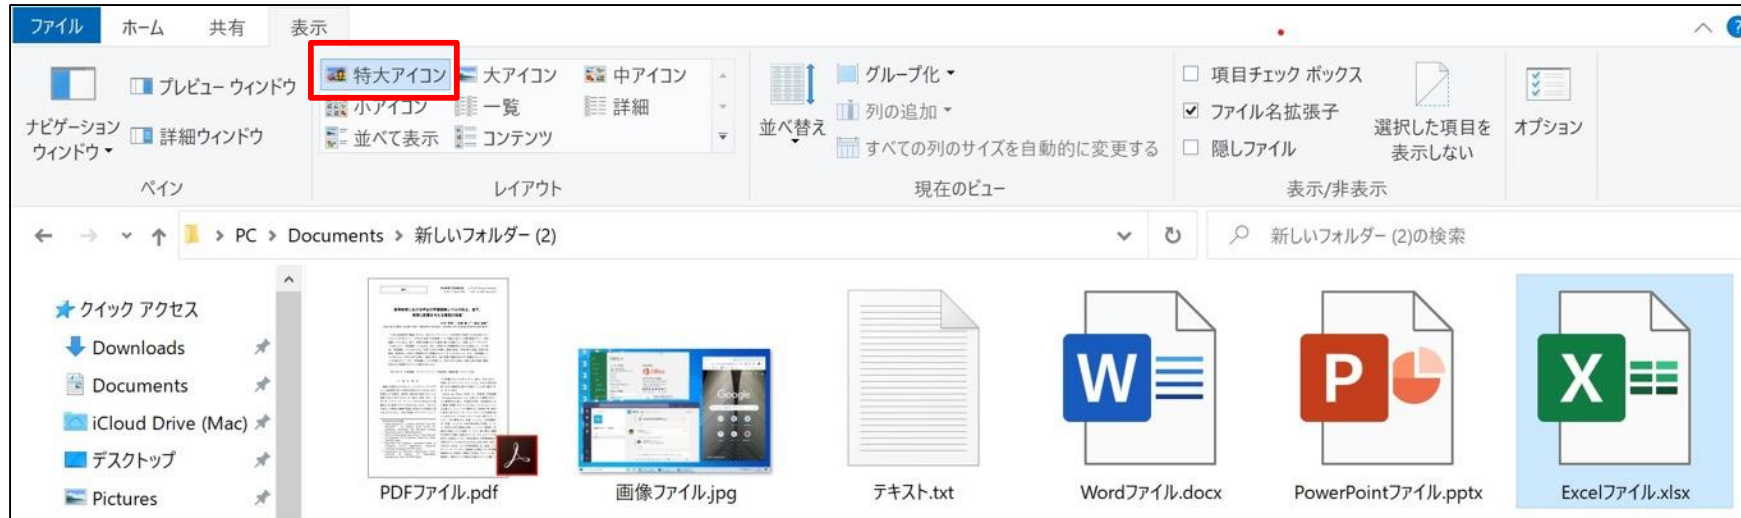 ファイル ホーム 共有 表示
ナビゲーション ウィンドウ
プレビュー ウィンドウ
詳細ウィンドウ
ペイン
特大アイコン 大アイコン 中アイコン
小アイコン 一覧 詳細
並べて表示 コンテンツ
レイアウト
並べ替え
グループ化
列の追加
すべての列のサイズを自動的に変更する
現在のビュー
項目チェック ボックス
ファイル名拡張子
隠しファイル
選択した項目を
表示しない
表示/非表示
オプション
PC > Documents > 新しいフォルダー (2)
新しいフォルダー (2)の検索
クイック アクセス
Downloads
Documents
iCloud Drive (Mac)
デスクトップ
Pictures
Google
W
P
X
PDFファイル.pdf
画像ファイル.jpg
テキスト.txt
Wordファイル.docx
PowerPointファイル.pptx
Excelファイル.xlsx